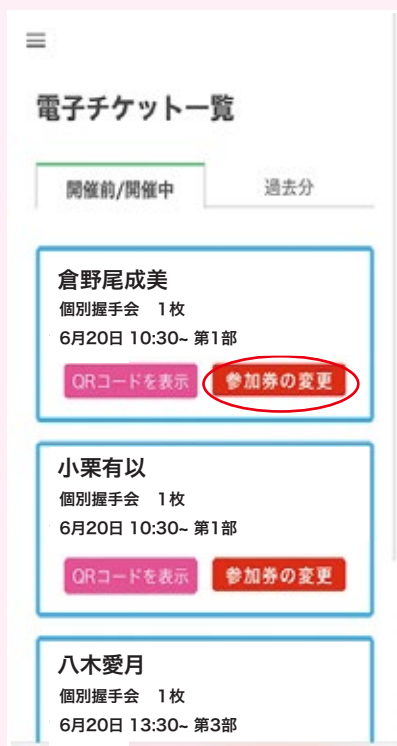 電子チケット一覧
開催前/開催中 過去分
倉野尾成美
個別握手会 1枚
6月20日 10:30~ 第1部
QRコードを表示 参加券の変更
小栗有以
個別握手会 1枚
6月20日 10:30~ 第1部
QRコードを表示 参加券の変更
八木愛月
個別握手会 1枚
6月20日 13:30~ 第3部